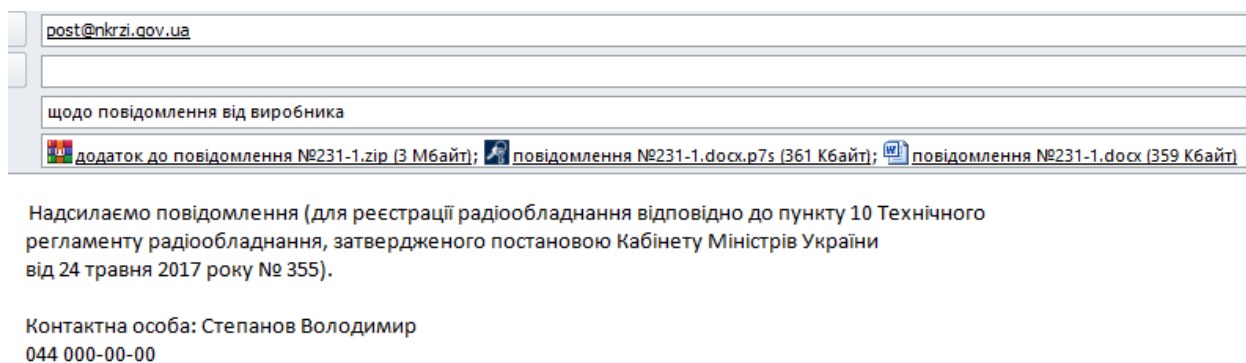 post@nkrzi.gov.ua
щодо повідомлення від виробника
додаток до повідомлення №231-1.zip (3 Мбайт); повідомлення №231-1.docx.p7s (361 Кбайт); повідомлення №231-1.docx (359 Кбайт)
Надсилаємо повідомлення (для реєстрації радіообладнання відповідно до пункту 10 Технічного
регламенту радіообладнання, затвердженого постановою Кабінету Міністрів України
від 24 травня 2017 року № 355).
Контактна особа: Степанов Володимир
044 000-00-00